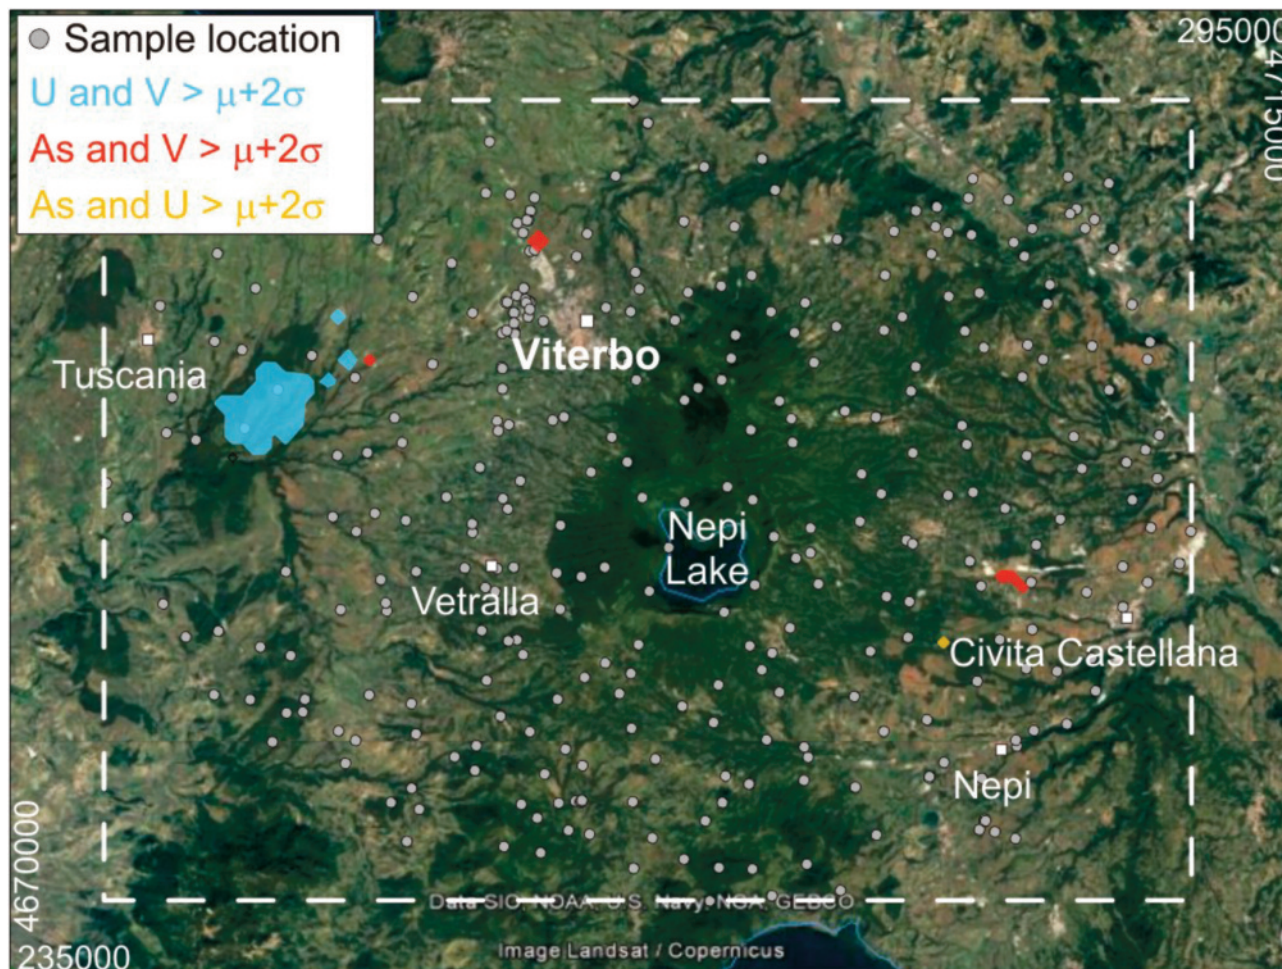 Sample location
U and V > μ+2σ
As and V > μ+2σ
As and U > μ+2σ
295000
4715000
Tuscania
Viterbo
Nepi
Lake
Vetralla
Civita Castellana
Nepi
4670000
235000
Data SIO, NOAA, U.S. Navy, NGA, GEBCO
Image Landsat / Copernicus